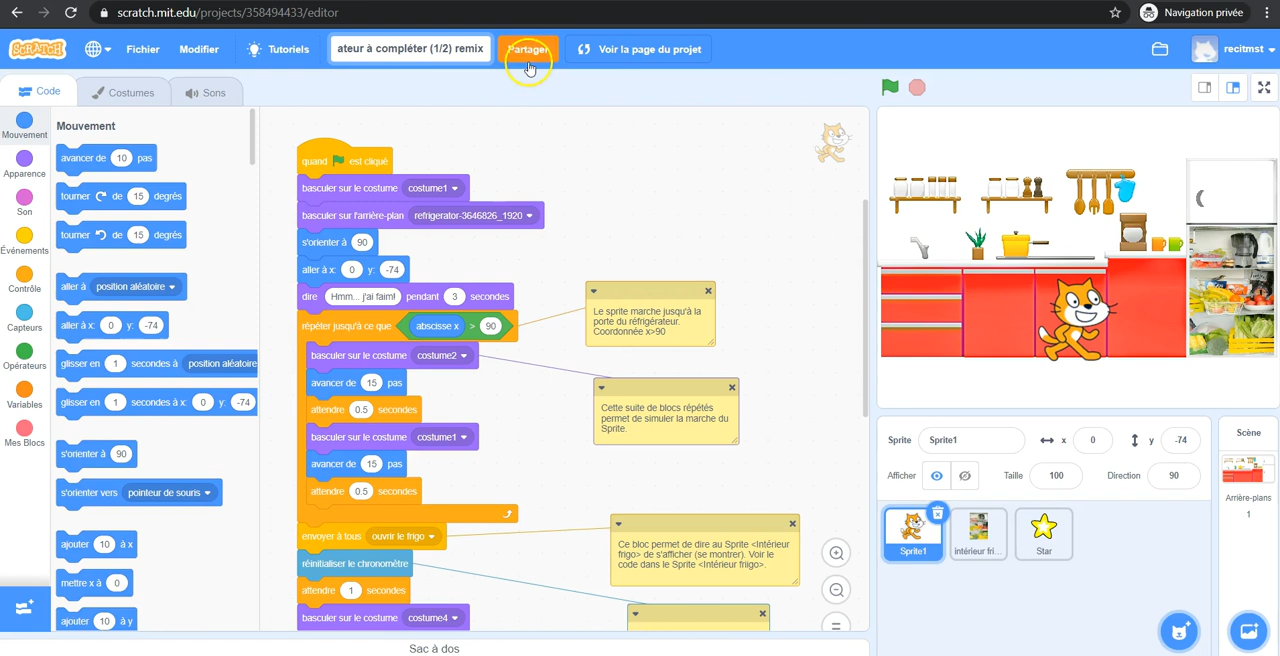 scratch.mit.edu/projects/358494433/editor
Navigation privée
SCRATCH
Fichier
Modifier
Tutoriels
ateur à compléter (1/2) remix
Partager
Voir la page du projet
recitmst
Code
Costumes
Sons
Mouvement
Apparence
Son
Événements
Contrôle
Capteurs
Opérateurs
Variables
Mes Blocs
Mouvement
avancer de 10 pas
tourner de 15 degrés
tourner de 15 degrés
aller à position aléatoire
aller à x: 0 y: -74
glisser en 1 secondes à position aléatoire
glisser en 1 secondes à x: 0 y: -74
s'orienter à 90
s'orienter vers pointeur de souris
ajouter 10 à x
mettre x à 0
ajouter 10 à y
quand est cliqué
basculer sur le costume costume1
basculer sur l'arrière-plan refrigerator-3646826_1920
s'orienter à 90
aller à x: 0 y: -74
dire Hmm... j'ai faim! pendant 3 secondes
répéter jusqu'à ce que abscisse x > 90
basculer sur le costume costume2
avancer de 15 pas
attendre 0.5 secondes
basculer sur le costume costume1
avancer de 15 pas
attendre 0.5 secondes
envoyer à tous ouvrir le frigo
réinitialiser le chronomètre
attendre 1 secondes
basculer sur le costume costume4
Le sprite marche jusqu'à la
porte du réfrigérateur.
Coordonnée x>90
Cette suite de blocs répétés
permet de simuler la marche du
Sprite.
Ce bloc permet de dire au Sprite <Intérieur
frigo> de s'afficher (se montrer). Voir le
code dans le Sprite <Intérieur friigo>.
Sac à dos
Sprite Sprite1 x 0 y -74
Afficher Taille 100 Direction 90
Sprite1
intérieur fri...
Star
Scène
Arrière-plans
1